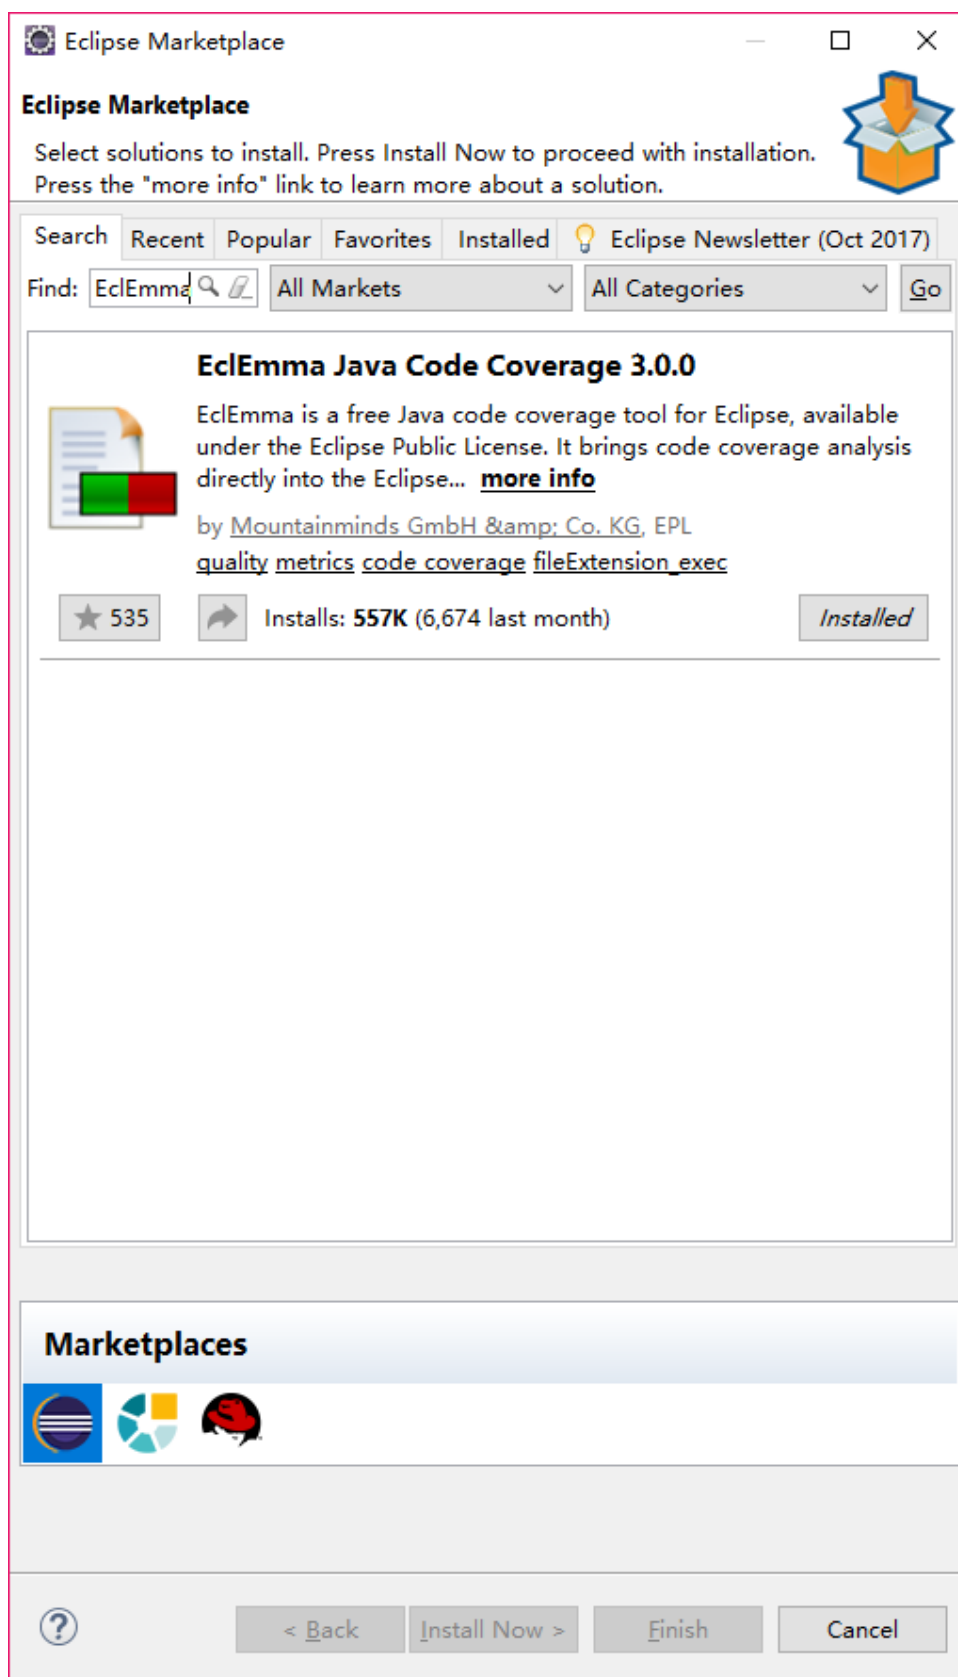 Eclipse Marketplace
Eclipse Marketplace
Select solutions to install. Press Install Now to proceed with installation.
Press the "more info" link to learn more about a solution.
Search Recent Popular Favorites Installed Eclipse Newsletter (Oct 2017)
Find: EclEmma All Markets All Categories Go
EclEmma Java Code Coverage 3.0.0
EclEmma is a free Java code coverage tool for Eclipse, available
under the Eclipse Public License. It brings code coverage analysis
directly into the Eclipse... more info
by Mountainminds GmbH &amp; Co. KG, EPL
quality metrics code coverage fileExtension_exec
535 Installs: 557K (6,674 last month) Installed
Marketplaces
? < Back Install Now > Finish Cancel